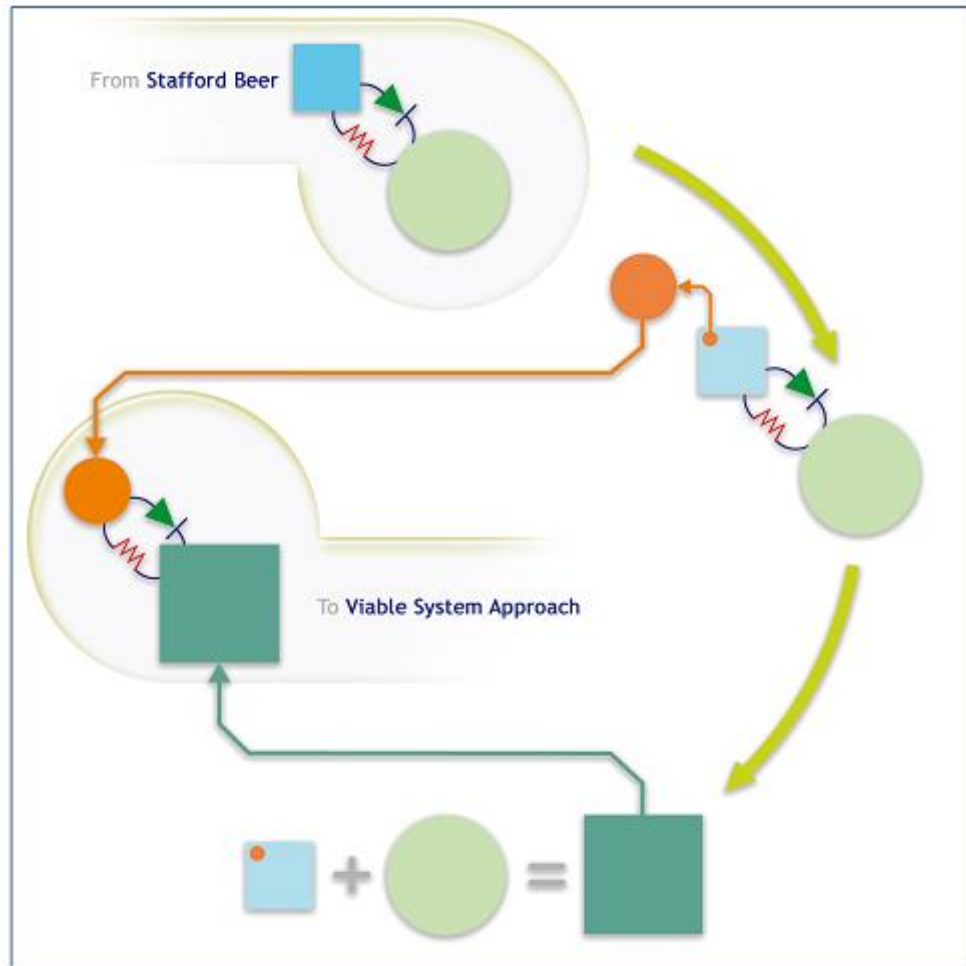 From Stafford Beer
To Viable System Approach
+ =